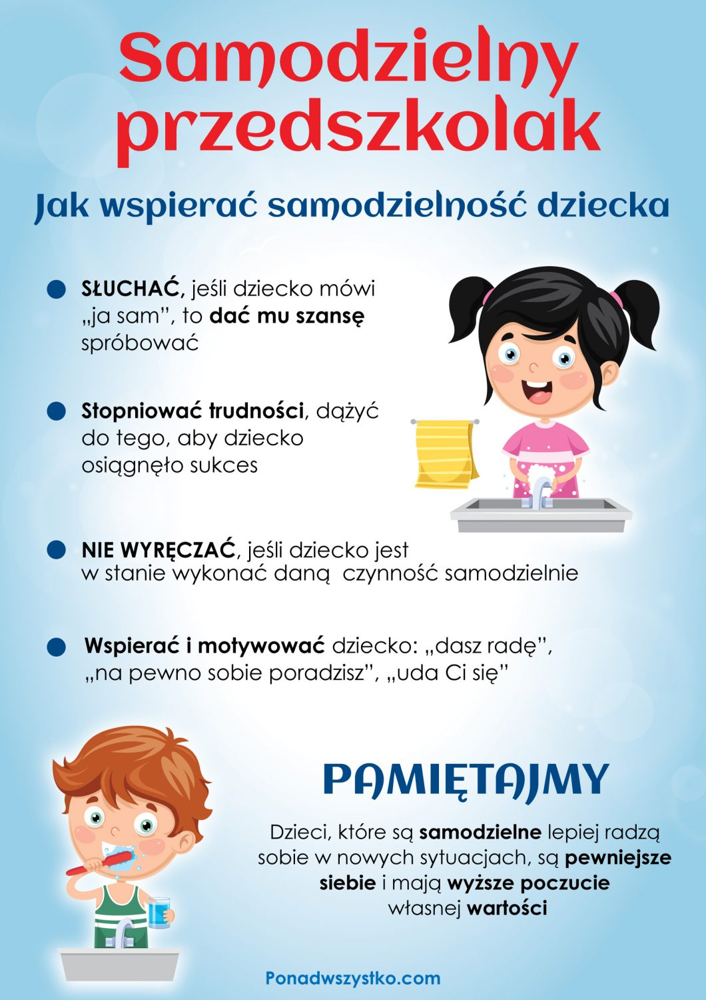 Samodzielny
przedszkolak
Jak wspierać samodzielność dziecka
SŁUCHAĆ, jeśli dziecko mówi
„ja sam”, to dać mu szansę
spróbować
Stopniować trudności, dążyć
do tego, aby dziecko
osiągnęło sukces
NIE WYRĘCZAĆ, jeśli dziecko jest
w stanie wykonać daną czynność samodzielnie
Wspierać i motywować dziecko: „dasz radę”,
„na pewno sobie poradzisz”, „uda Ci się”
PAMIĘTAJMY
Dzieci, które są samodzielne lepiej radzą
sobie w nowych sytuacjach, są pewniejsze
siebie i mają wyższe poczucie
własnej wartości
Ponadwszystko.com